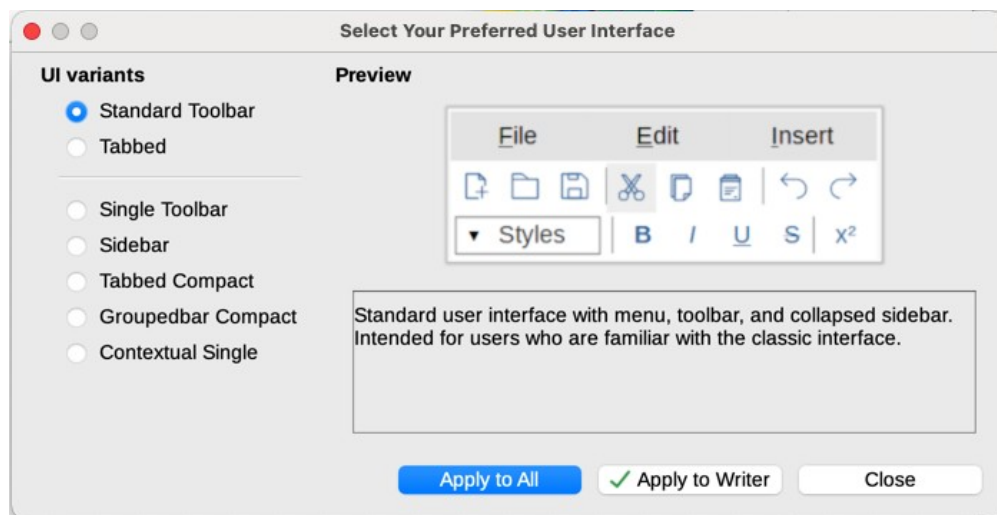 Select Your Preferred User Interface
UI variants
Standard Toolbar
Tabbed
Single Toolbar
Sidebar
Tabbed Compact
Groupedbar Compact
Contextual Single
Preview
File Edit Insert
Styles B I U S x²
Standard user interface with menu, toolbar, and collapsed sidebar.
Intended for users who are familiar with the classic interface.
Apply to All Apply to Writer Close